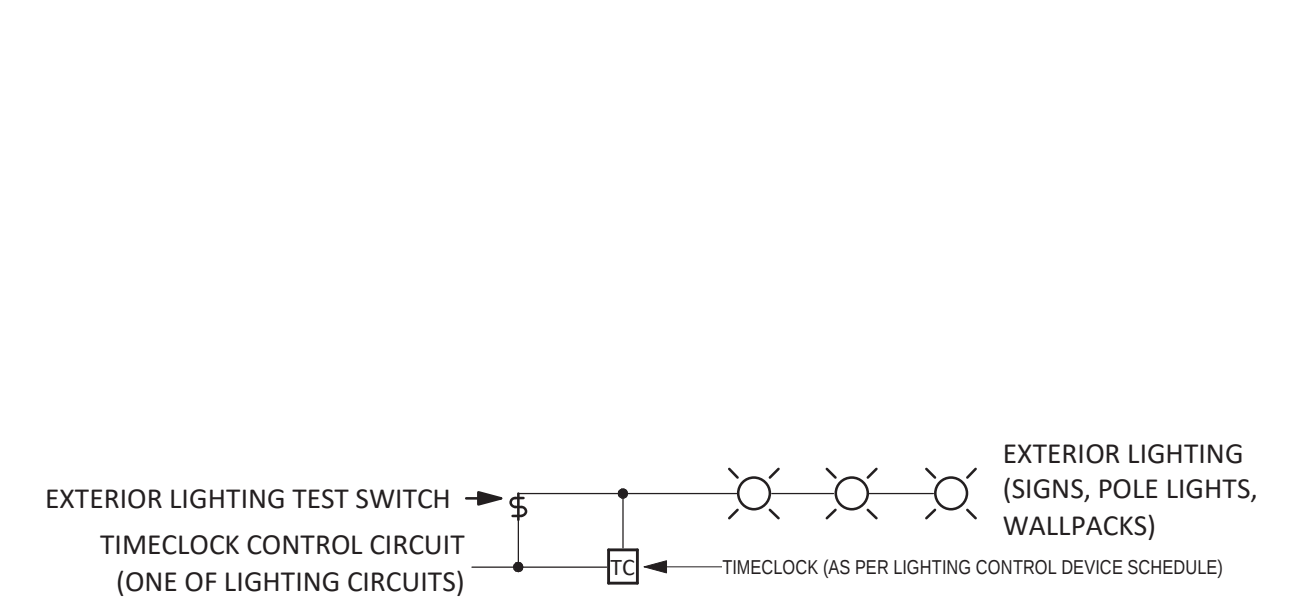 EXTERIOR LIGHTING
(SIGNS, POLE LIGHTS,
WALLPACKS)
EXTERIOR LIGHTING TEST SWITCH
$
TIMECLOCK CONTROL CIRCUIT
(ONE OF LIGHTING CIRCUITS)
TC
TIMECLOCK (AS PER LIGHTING CONTROL DEVICE SCHEDULE)